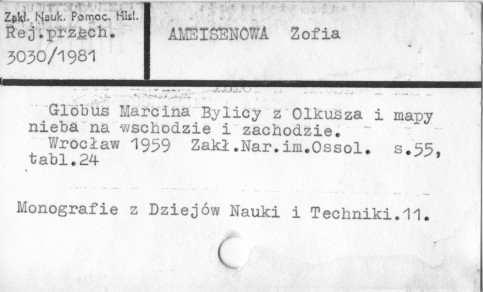 Zakł. Nauk. Pomoc. Hist.
Rej.przech.
3030/1981
AMEISENOWA Zofia
Globus Marcina Bylicy z Olkusza i mapy
nieba na wschodzie i zachodzie.
Wrocław 1959 Zakł.Nar.im.Ossol. s.55,
tabl.24
Monografie z Dziejów Nauki i Techniki.11.